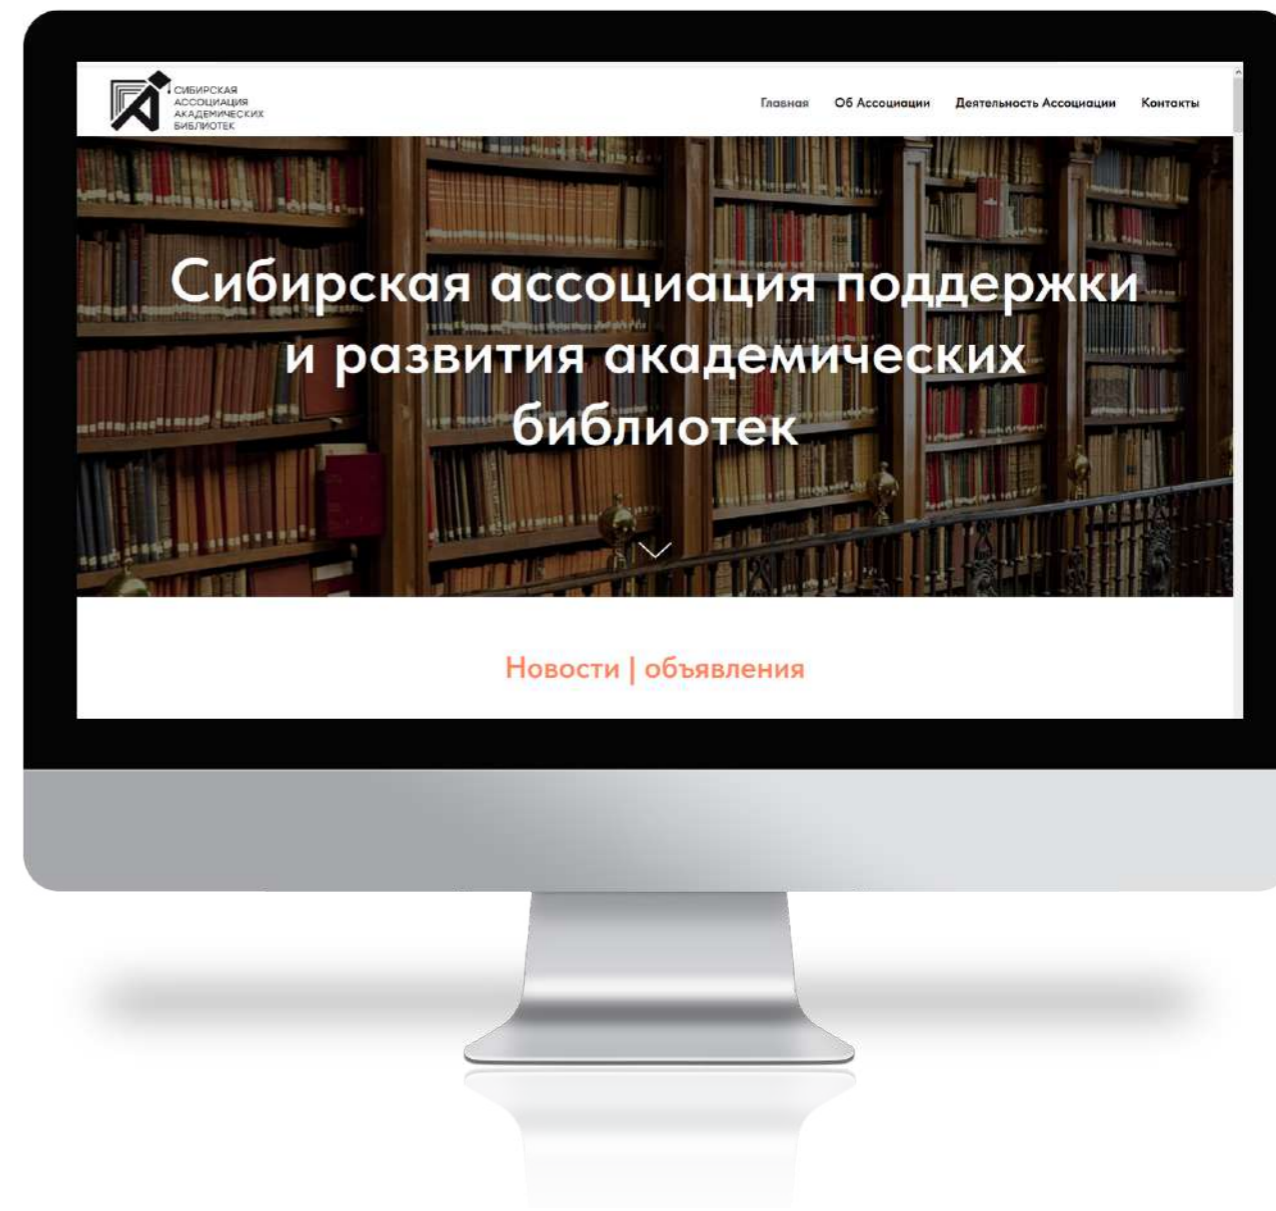 СИБИРСКАЯ
АССОЦИАЦИЯ
АКАДЕМИЧЕСКИХ
БИБЛИОТЕК
Главная Об Ассоциации Деятельность Ассоциации Контакты
Сибирская ассоциация поддержки
и развития академических
библиотек
Новости | объявления